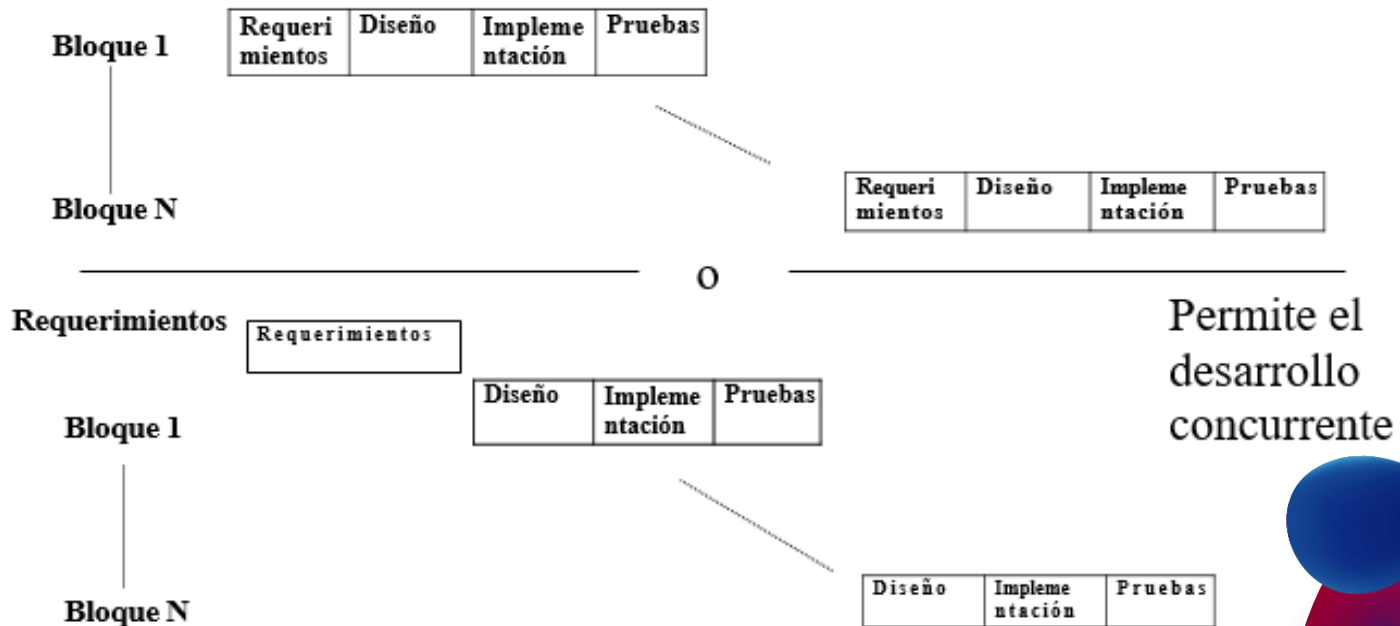 Bloque 1
Requeri
mientos
Diseño
Impleme
ntación
Pruebas
Bloque N
Requeri
mientos
Diseño
Impleme
ntación
Pruebas
O
Requerimientos
Requerimientos
Permite el
desarrollo
concurrente
Bloque 1
Diseño
Impleme
ntación
Pruebas
Bloque N
Diseño
Impleme
ntación
Pruebas